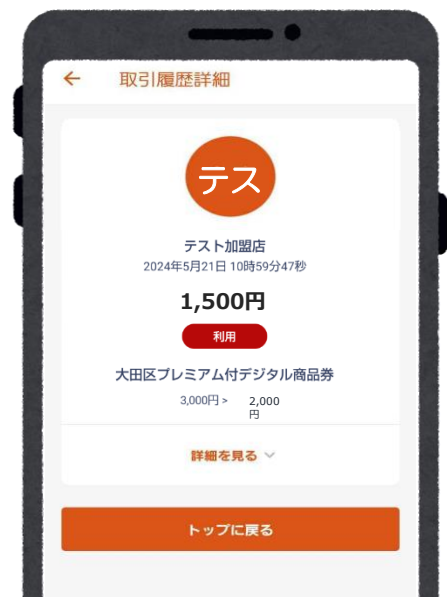 取引履歴詳細
テス
テスト加盟店
2024年5月21日 10時59分47秒
1,500円
利用
大田区プレミアム付デジタル商品券
3,000円 > 2,000
円
詳細を見る
トップに戻る